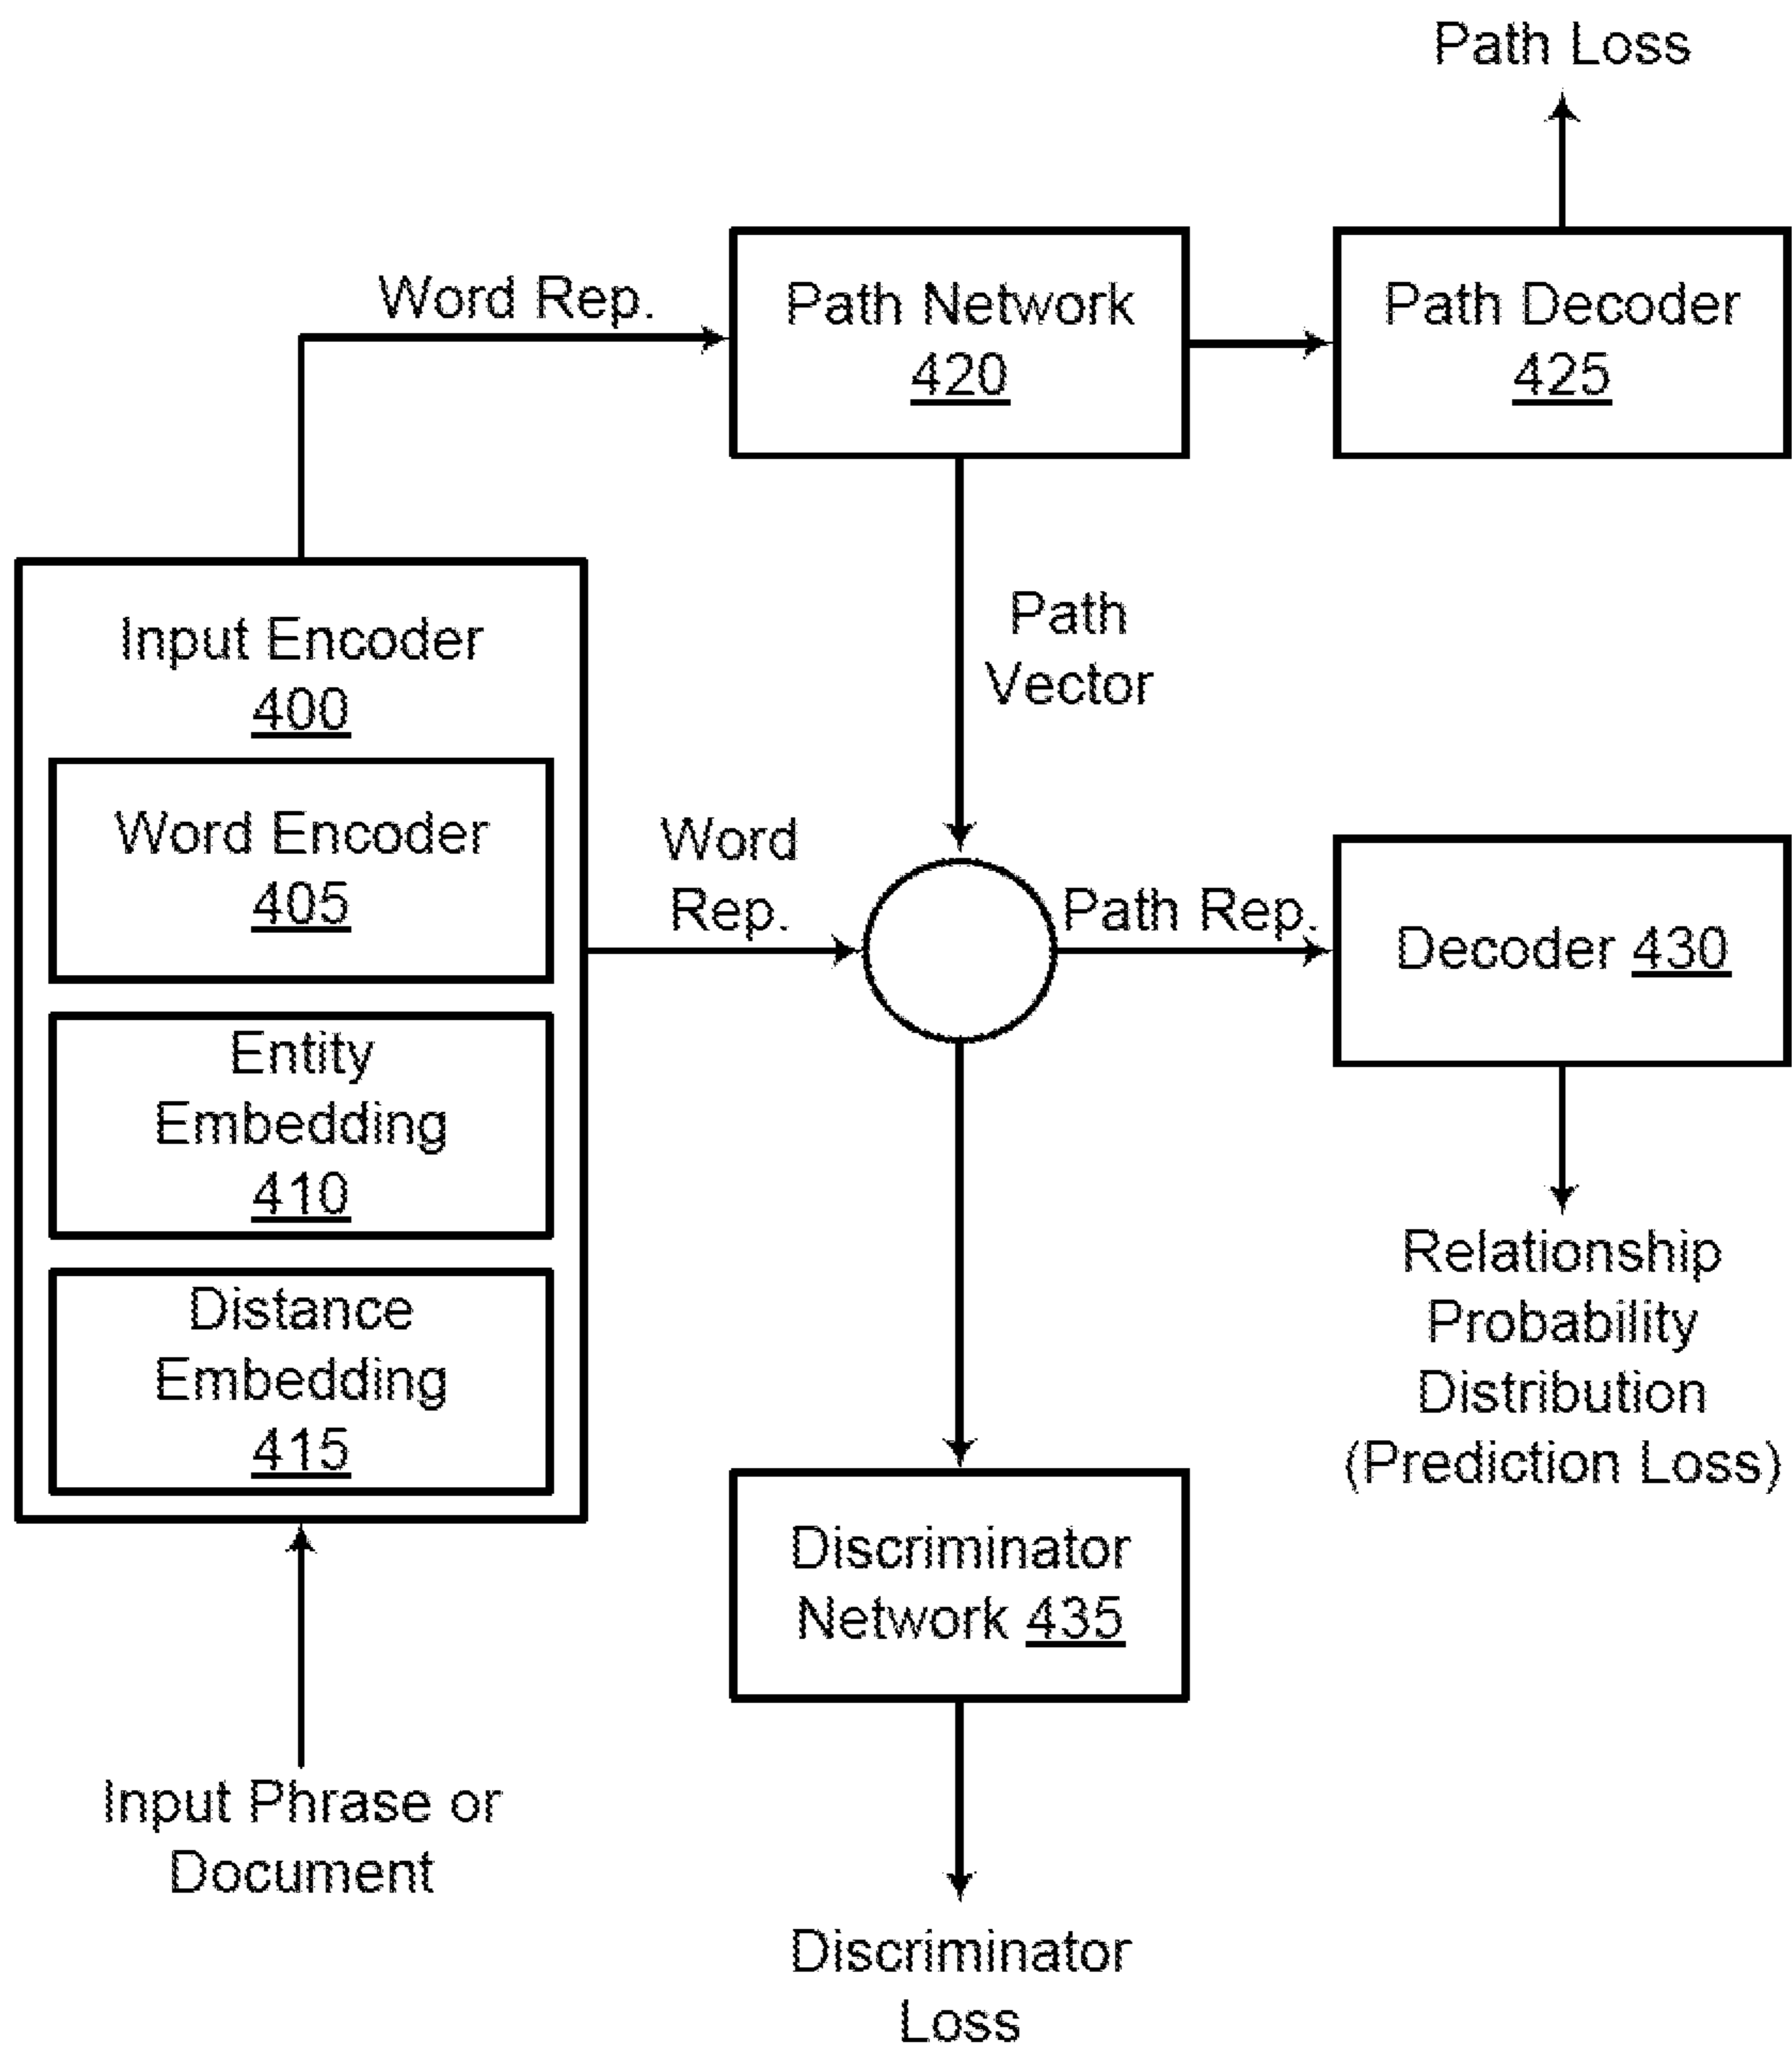 Path Loss
Word Rep.
Path Network
420
Path Decoder
425
Input Encoder
400
Word Encoder
405
Entity
Embedding
410
Distance
Embedding
415
Path
Vector
Word
Rep.
Path Rep.
Decoder 430
Relationship
Probability
Distribution
(Prediction Loss)
Discriminator
Network 435
Input Phrase or
Document
Discriminator
Loss